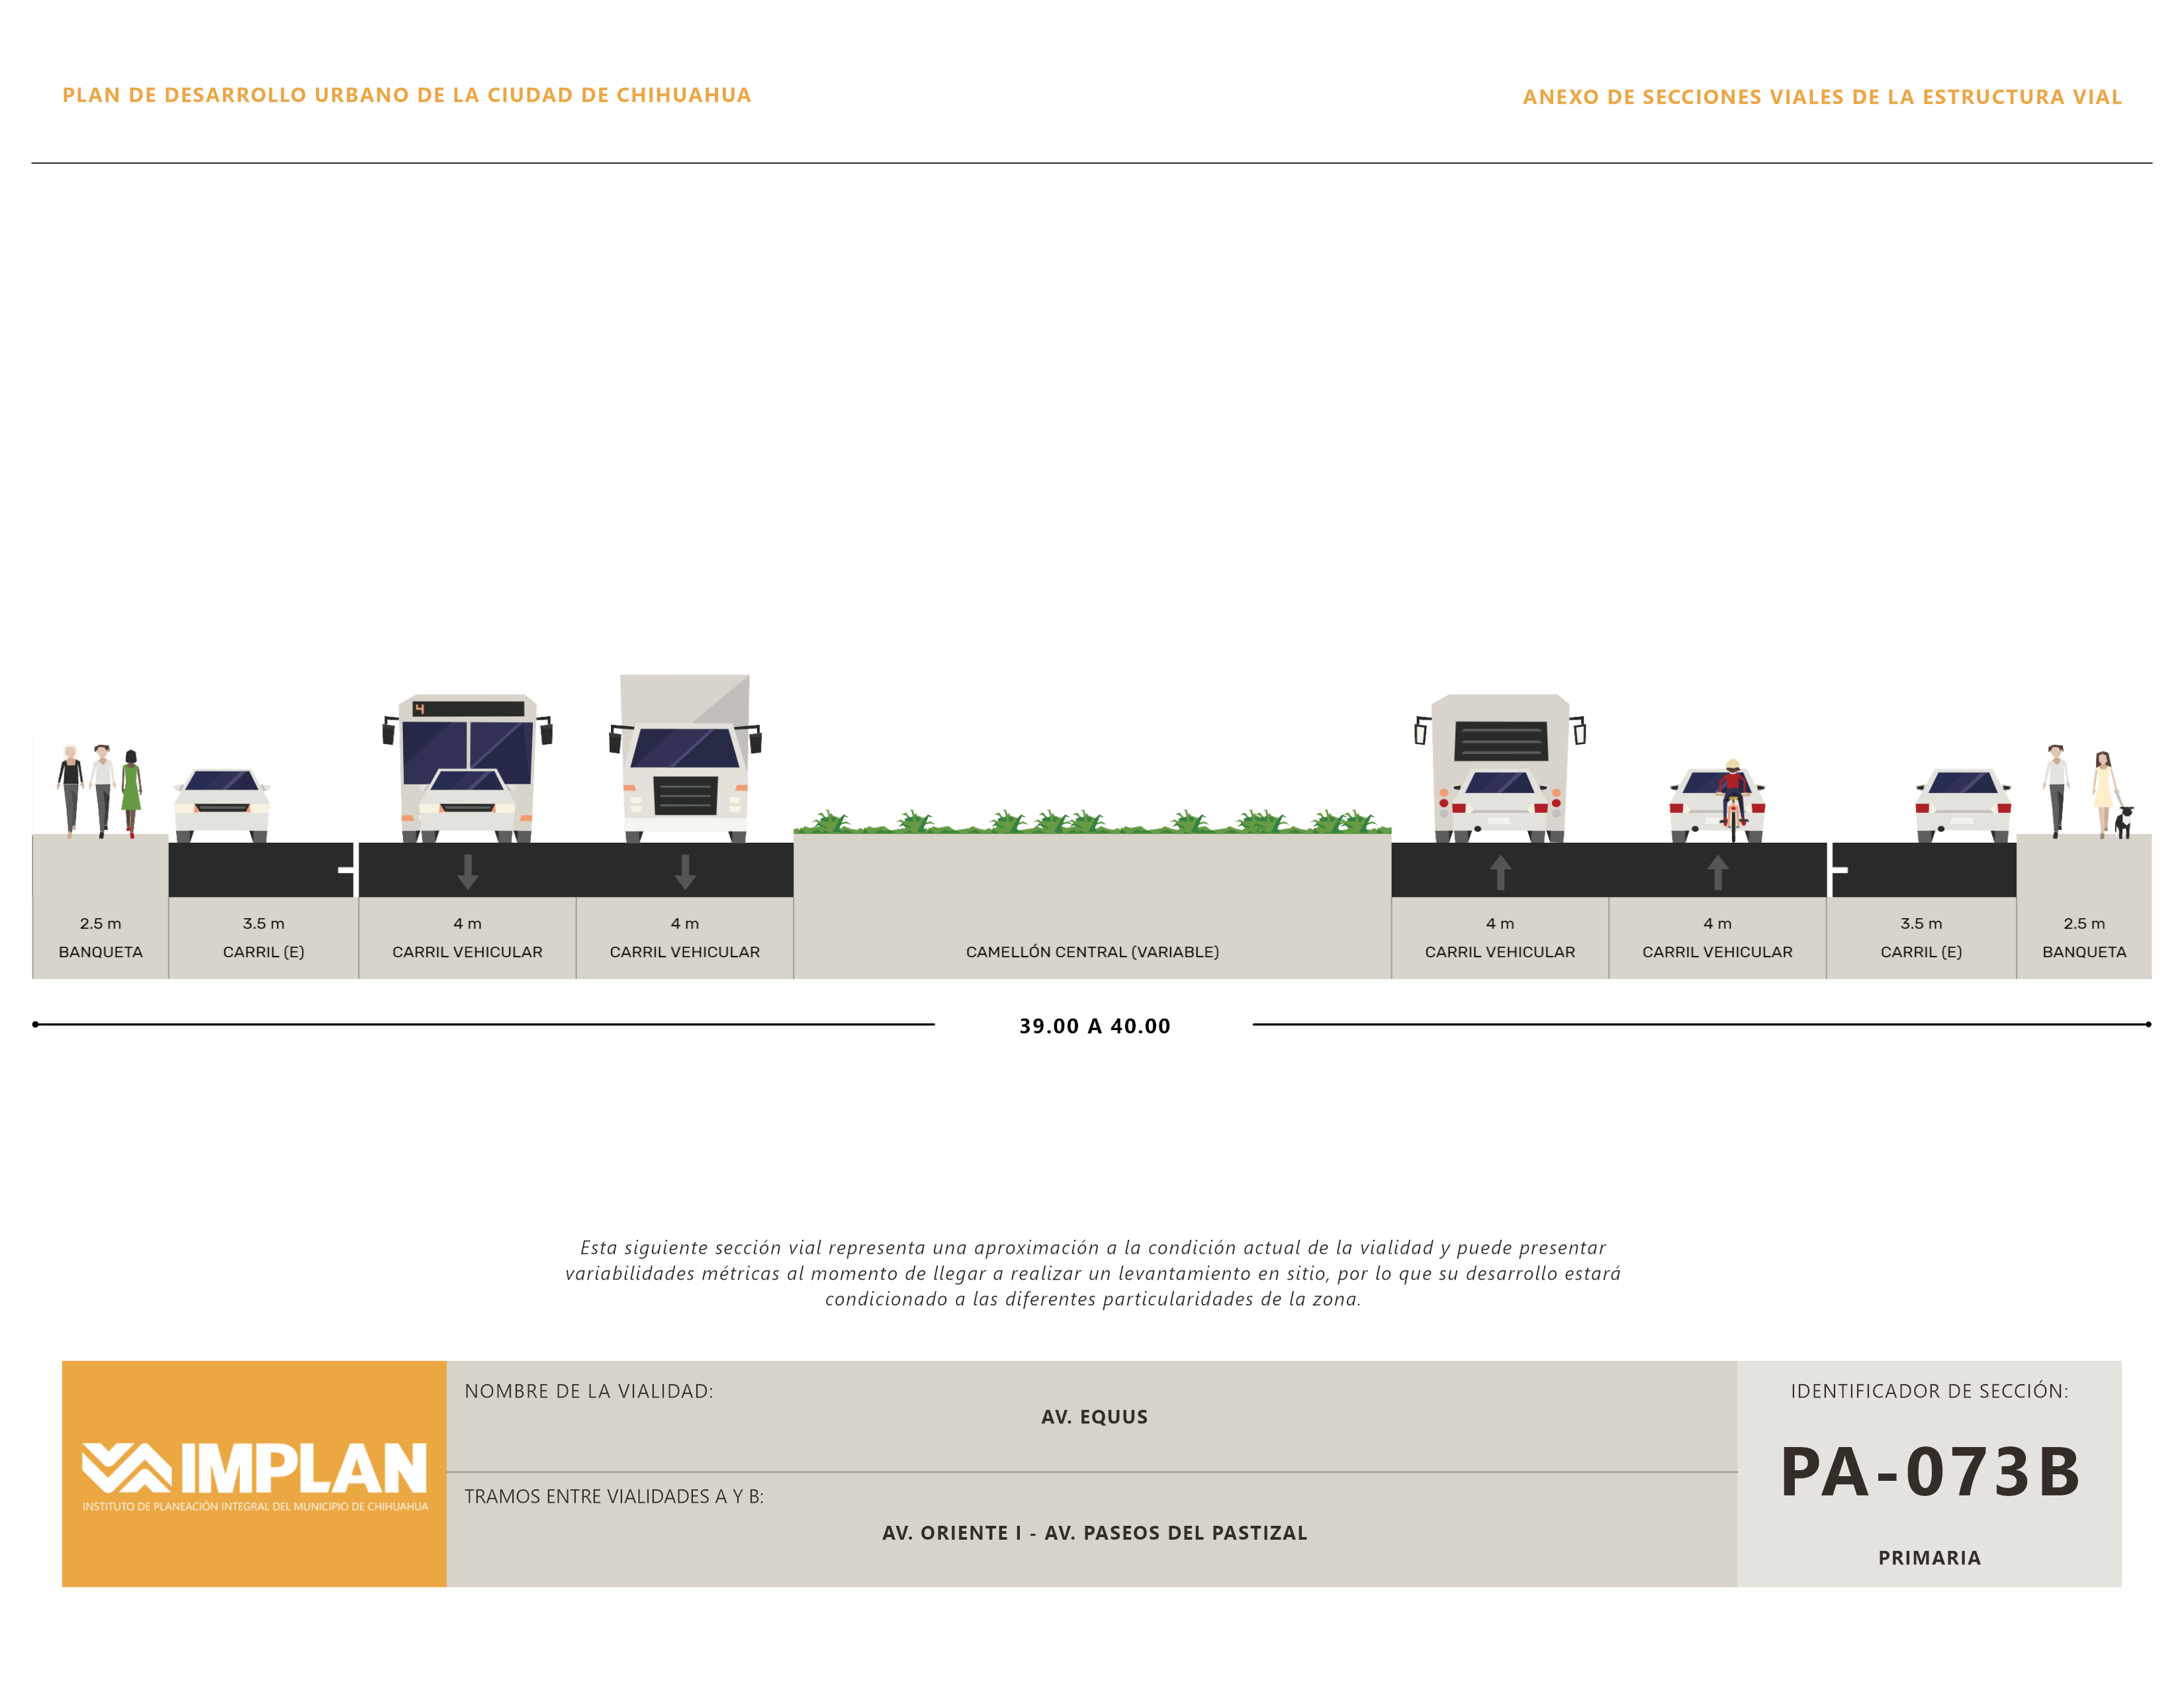 PLAN DE DESARROLLO URBANO DE LA CIUDAD DE CHIHUAHUA
ANEXO DE SECCIONES VIALES DE LA ESTRUCTURA VIAL
4
2.5 m
BANQUETA
3.5 m
CARRIL (E)
4 m
CARRIL VEHICULAR
4 m
CARRIL VEHICULAR
CAMELLÓN CENTRAL (VARIABLE)
4 m
CARRIL VEHICULAR
4 m
CARRIL VEHICULAR
3.5 m
CARRIL (E)
2.5 m
BANQUETA
39.00 A 40.00
Esta siguiente sección vial representa una aproximación a la condición actual de la vialidad y puede presentar
variabilidades métricas al momento de llegar a realizar un levantamiento en sitio, por lo que su desarrollo estará
condicionado a las diferentes particularidades de la zona.
IMPLAN
INSTITUTO DE PLANEACIÓN INTEGRAL DEL MUNICIPIO DE CHIHUAHUA
NOMBRE DE LA VIALIDAD:
AV. EQUUS
TRAMOS ENTRE VIALIDADES A Y B:
AV. ORIENTE I - AV. PASEOS DEL PASTIZAL
IDENTIFICADOR DE SECCIÓN:
PA-073B
PRIMARIA